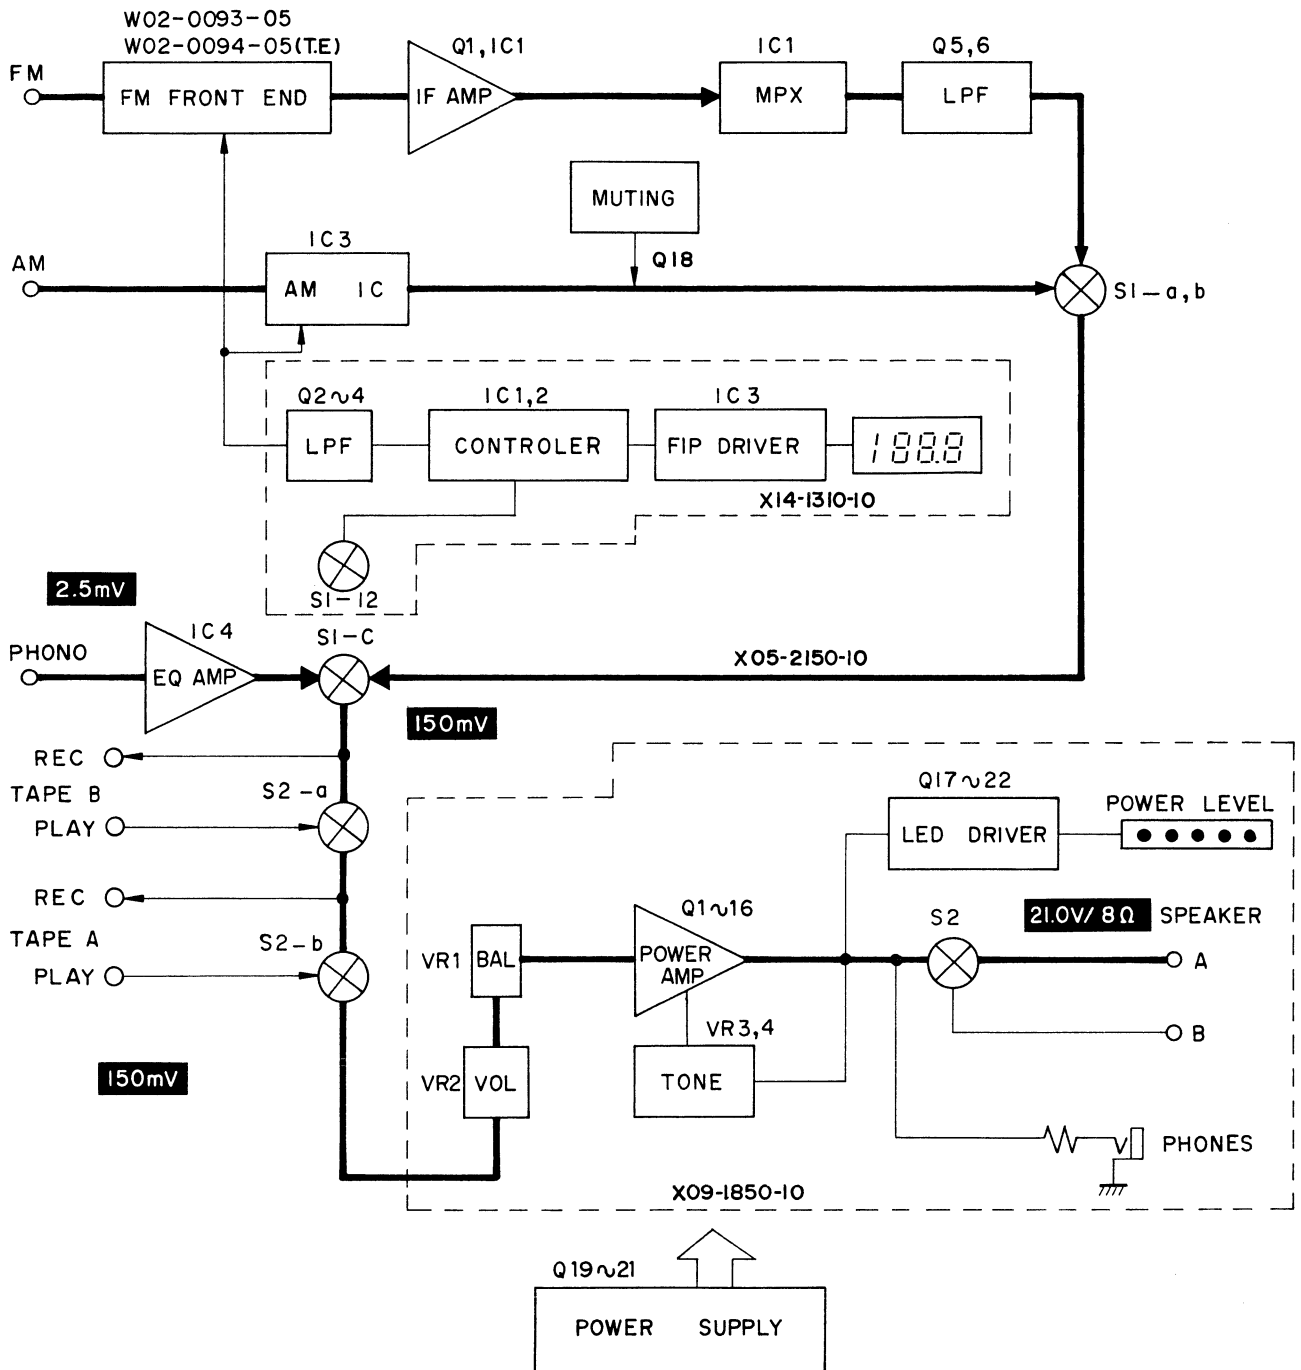 W02-0093-05
W02-0094-05(T.E)
Q1, IC1
IC1
Q5,6
FM
FM FRONT END
IF AMP
MPX
LPF
MUTING
Q18
AM
IC3
AM IC
S1-a,b
Q2~4
IC1,2
IC3
LPF
CONTROLER
FIP DRIVER
188.8
X14-1310-10
S1-12
2.5mV
IC4
S1-C
PHONO
EQ AMP
X05-2150-10
150mV
REC
TAPE B
S2-a
PLAY
REC
TAPE A
S2-b
PLAY
150mV
Q17~22
POWER LEVEL
LED DRIVER
Q1~16
S2
21.0V/8Ω
SPEAKER
VR1
BAL
POWER
AMP
A
VR3,4
B
VR2
VOL
TONE
PHONES
X09-1850-10
Q19~21
POWER SUPPLY